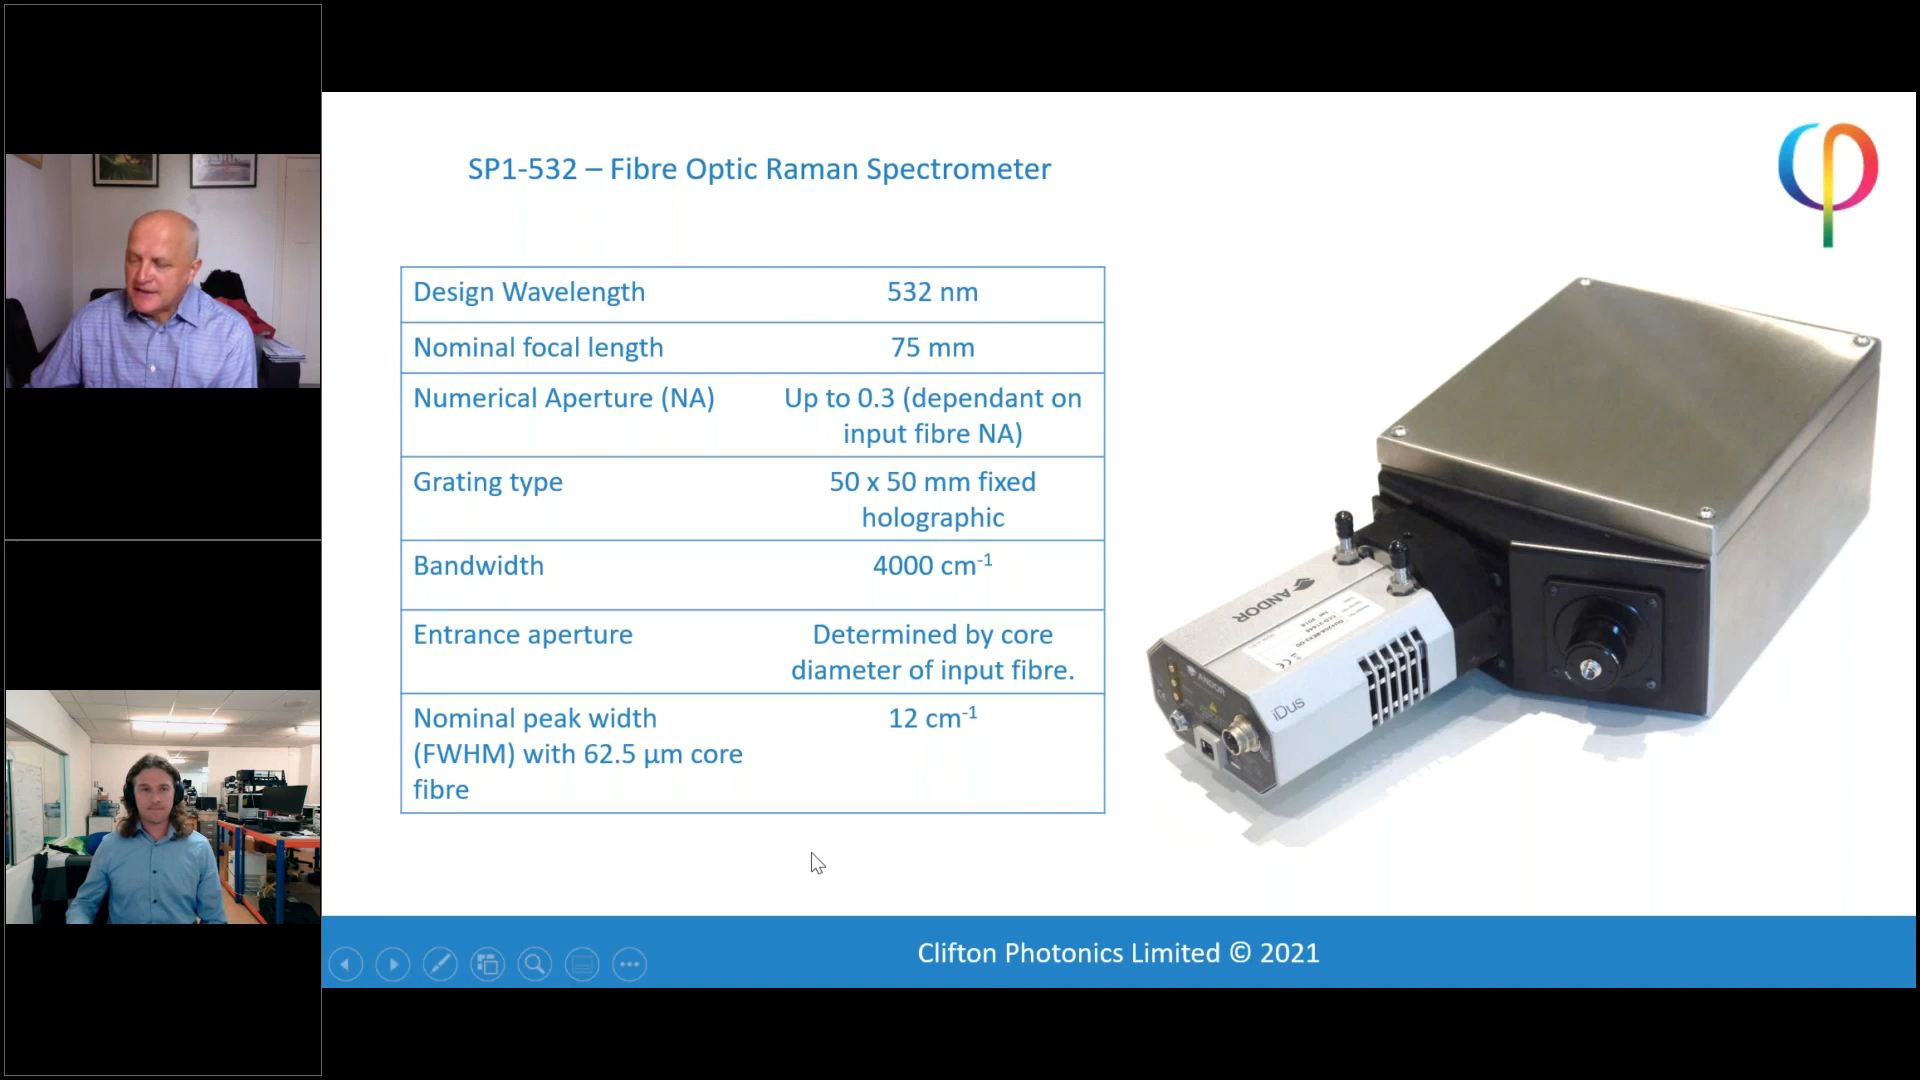 SP1-532 – Fibre Optic Raman Spectrometer
Design Wavelength 532 nm
Nominal focal length 75 mm
Numerical Aperture (NA) Up to 0.3 (dependant on
input fibre NA)
Grating type 50 x 50 mm fixed
holographic
Bandwidth 4000 cm⁻¹
Entrance aperture Determined by core
diameter of input fibre.
Nominal peak width 12 cm⁻¹
(FWHM) with 62.5 µm core
fibre
ANDOR
ANDOR
iDus
Clifton Photonics Limited © 2021